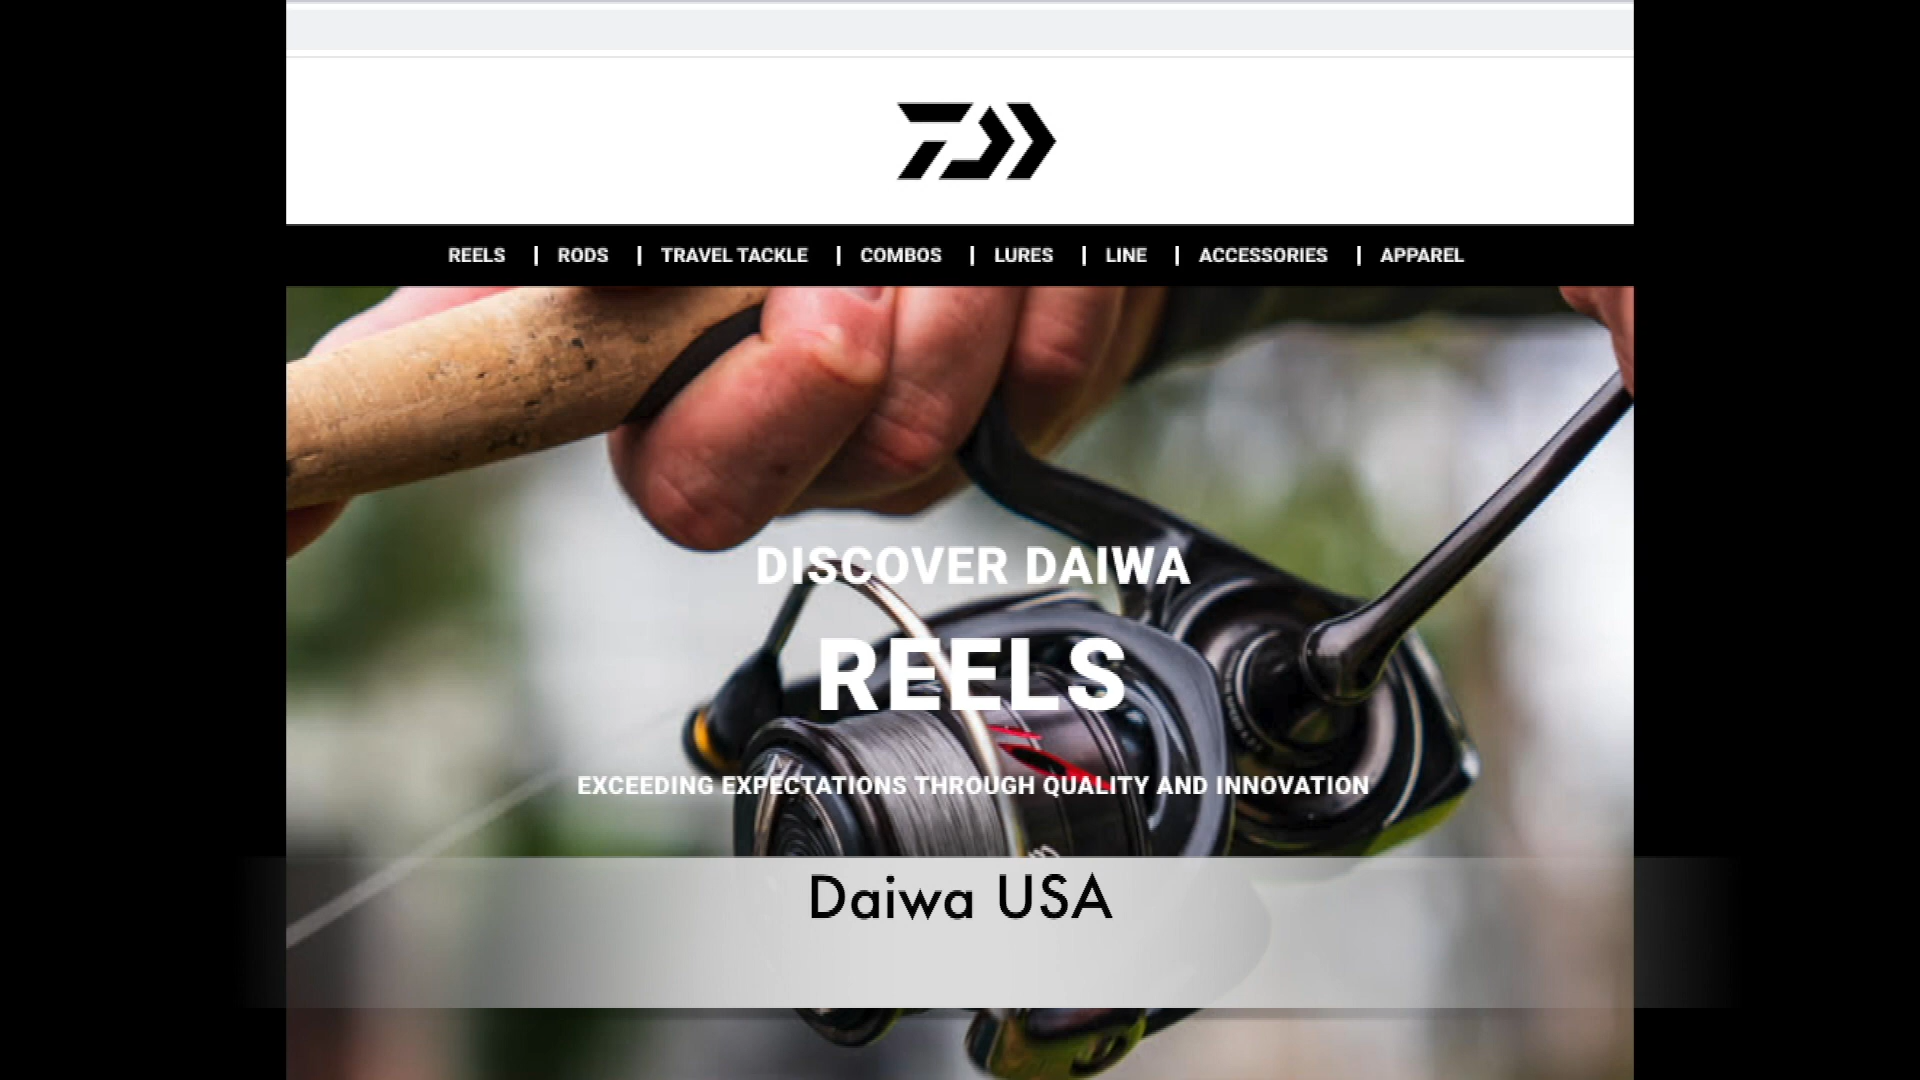 REELS | RODS | TRAVEL TACKLE | COMBOS | LURES | LINE | ACCESSORIES | APPAREL
DISCOVER DAIWA
REELS
EXCEEDING EXPECTATIONS THROUGH QUALITY AND INNOVATION
Daiwa USA